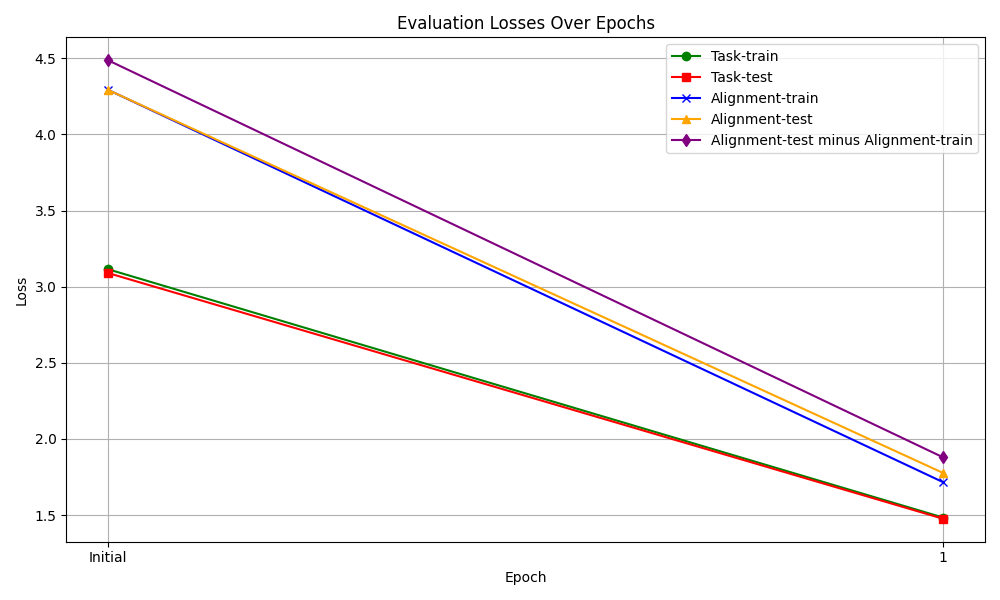 Evaluation Losses Over Epochs
Task-train
Task-test
Alignment-train
Alignment-test
Alignment-test minus Alignment-train
Loss
4.5
4.0
3.5
3.0
2.5
2.0
1.5
Initial
1
Epoch